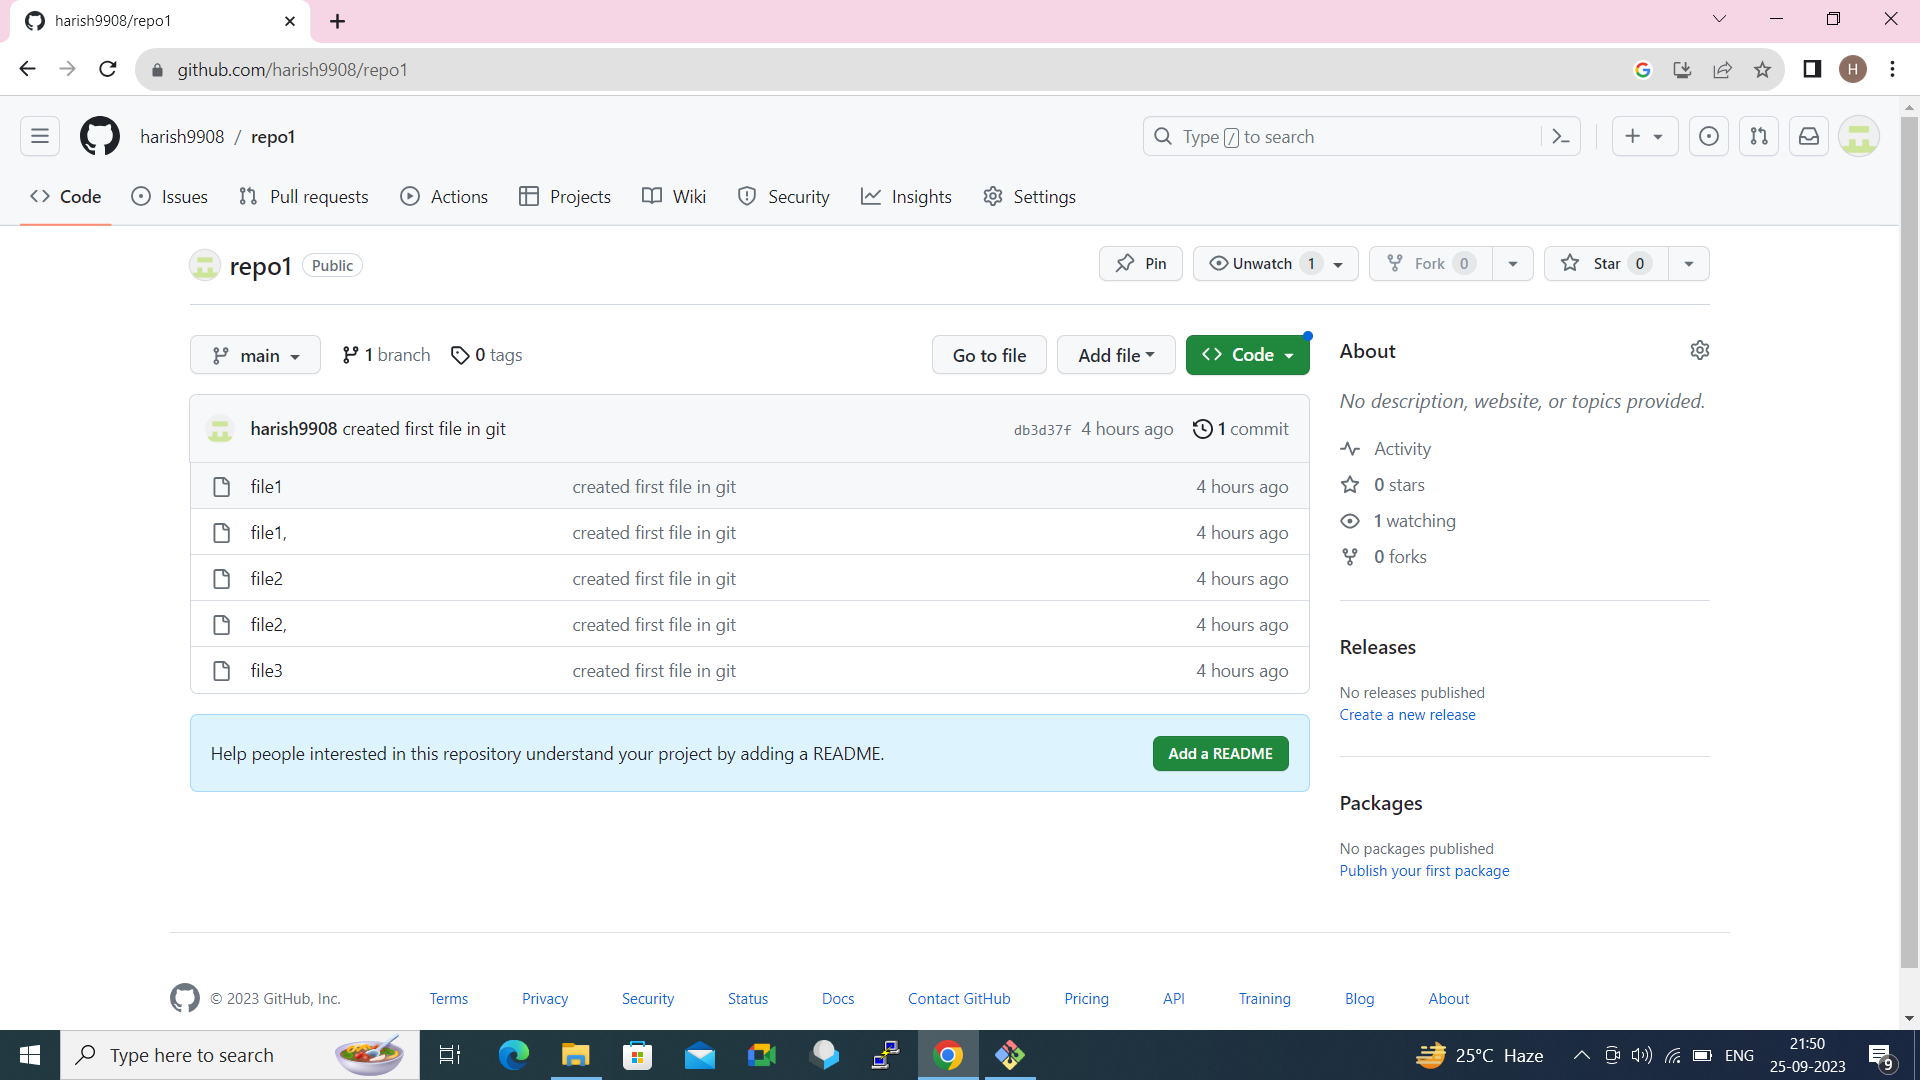 harish9908/repo1
github.com/harish9908/repo1
H
harish9908 / repo1
Type / to search
Code Issues Pull requests Actions Projects Wiki Security Insights Settings
repo1 Public
Pin Unwatch 1 Fork 0 Star 0
main 1 branch 0 tags Go to file Add file Code
harish9908 created first file in git db3d37f 4 hours ago 1 commit
file1 created first file in git 4 hours ago
file1, created first file in git 4 hours ago
file2 created first file in git 4 hours ago
file2, created first file in git 4 hours ago
file3 created first file in git 4 hours ago
Help people interested in this repository understand your project by adding a README. Add a README
About
No description, website, or topics provided.
Activity
0 stars
1 watching
0 forks
Releases
No releases published
Create a new release
Packages
No packages published
Publish your first package
© 2023 GitHub, Inc. Terms Privacy Security Status Docs Contact GitHub Pricing API Training Blog About
Type here to search
25°C Haze
ENG
21:50
25-09-2023
9